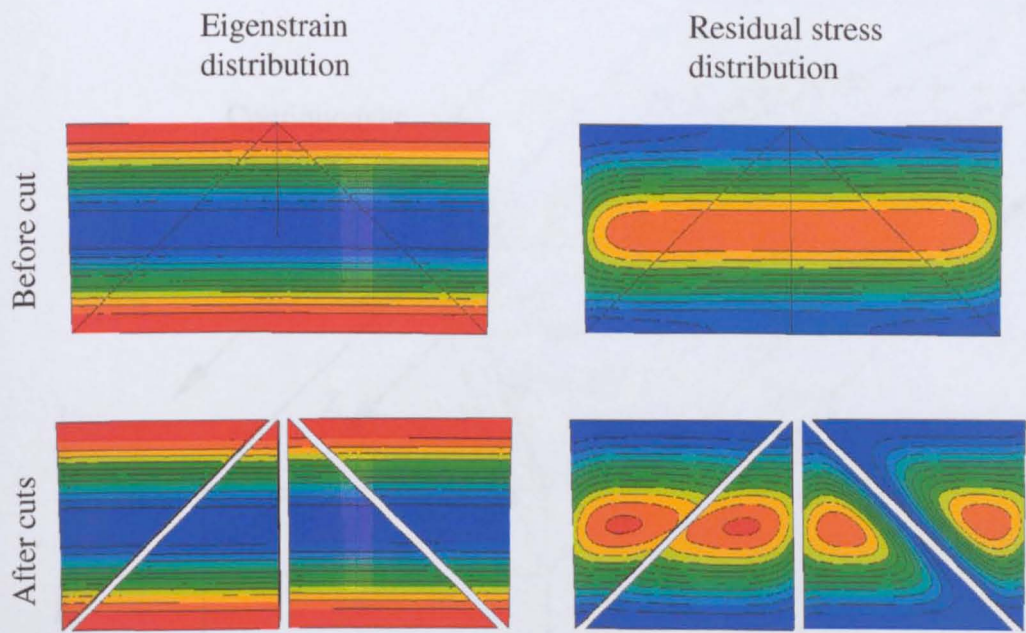 Eigenstrain
distribution
Residual stress
distribution
Before cut
After cuts